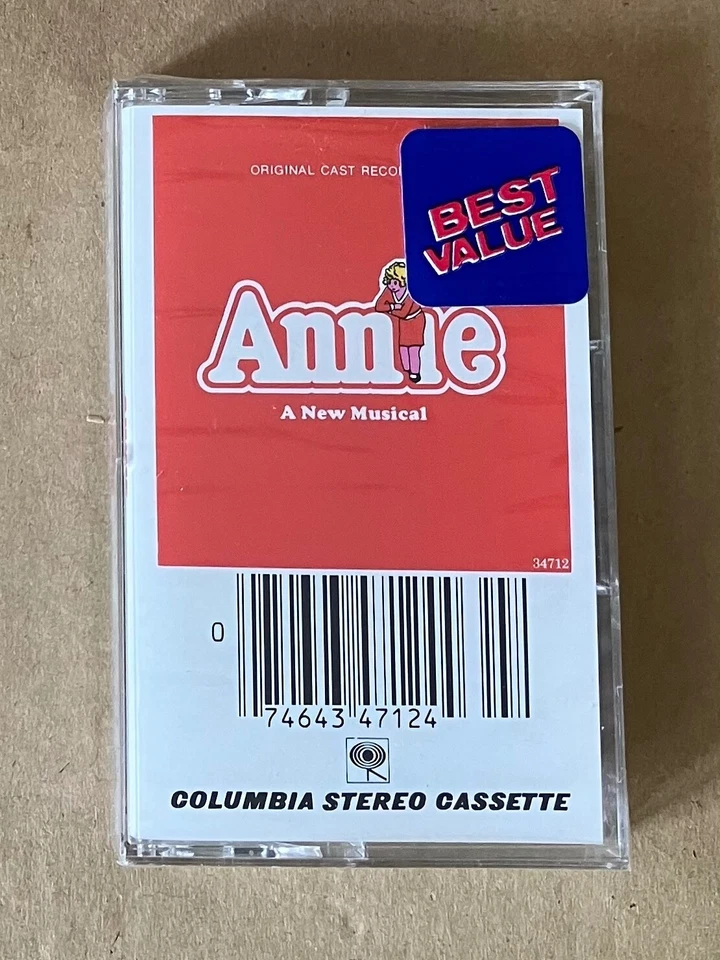 ORIGINAL CAST RECO
BEST
VALUE
Annie
A New Musical
34712
0
74643 47124
COLUMBIA STEREO CASSETTE